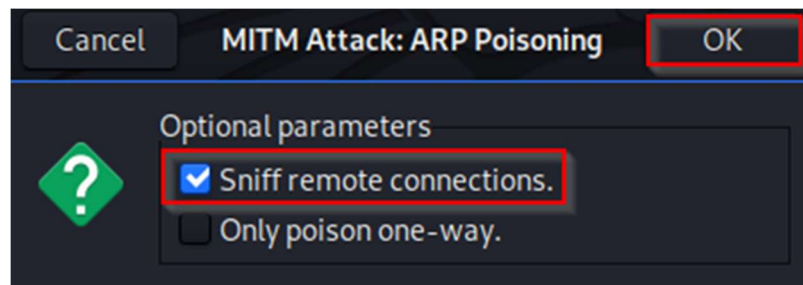 Cancel MITM Attack: ARP Poisoning OK
Optional parameters
Sniff remote connections.
Only poison one-way.